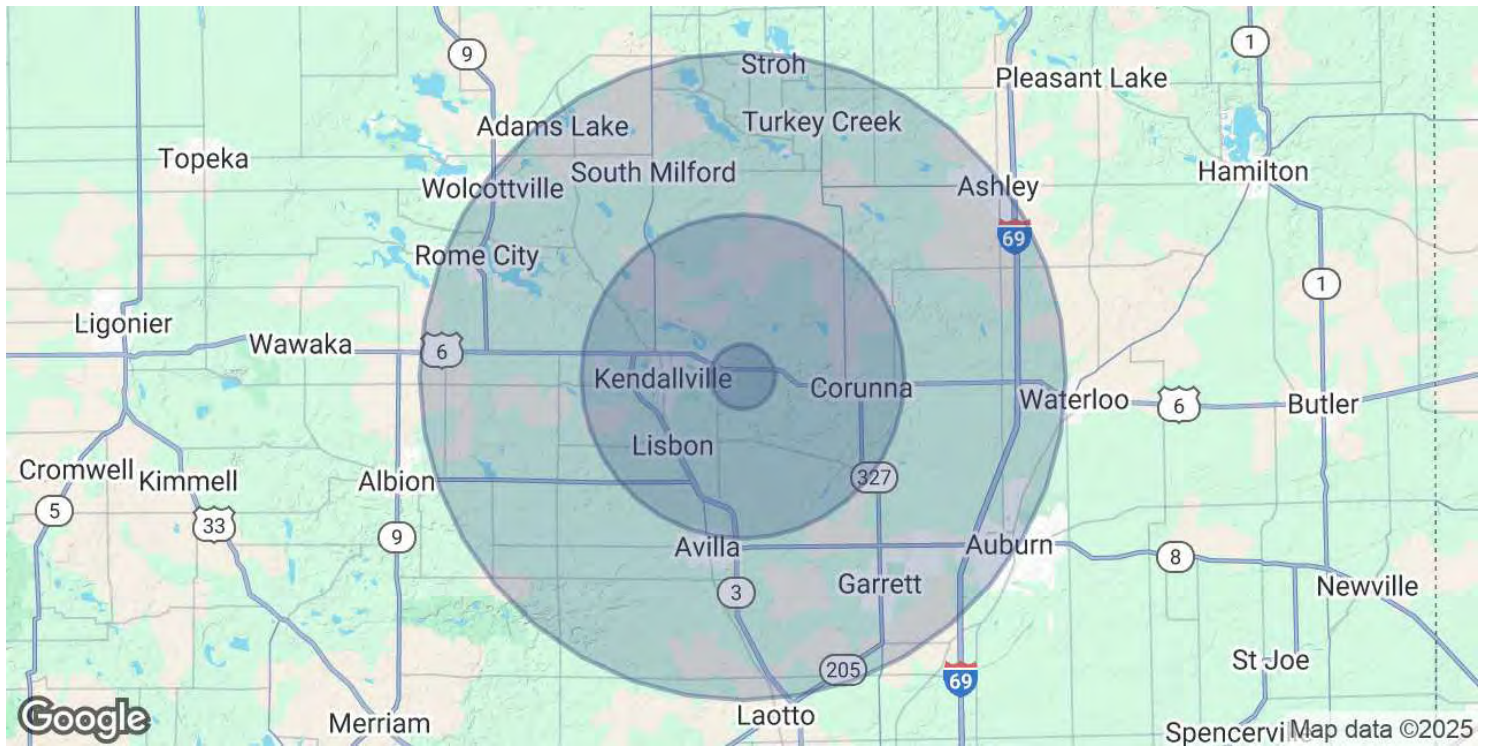 Stroh
9
1
Pleasant Lake
Adams Lake
Turkey Creek
Topeka
South Milford
Hamilton
Wolcottville
Ashley
69
Rome City
1
Ligonier
Wawaka
6
Kendallville
Corunna
Waterloo
6
Butler
Lisbon
Cromwell
Kimmell
Albion
327
5
33
9
Avilla
Auburn
8
3
Garrett
Newville
205
St Joe
69
Google
Merriam
Laotto
Spencervi
Map data ©2025